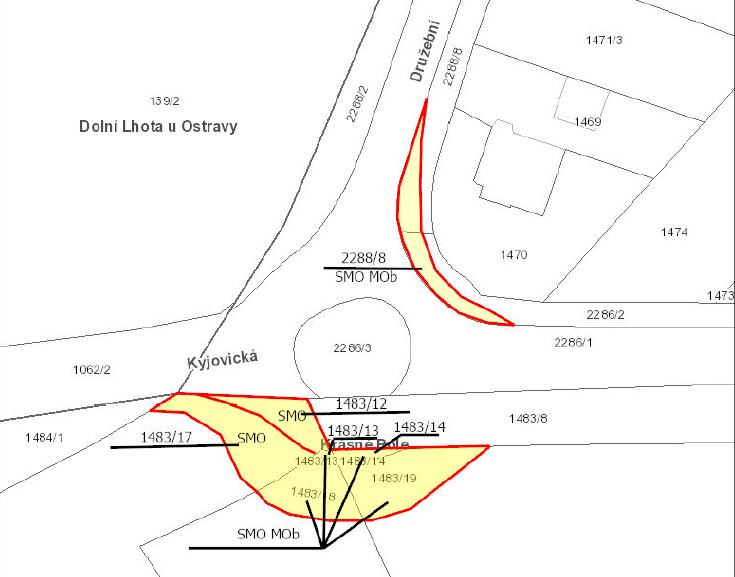 Družební
1471/3
2288/8
2288/2
139/2
Dolní Lhota u Ostravy
1469
1474
1470
2288/8
SMO MOb
1473
2286/2
2286/1
2286/3
Kyjovická
1062/2
1483/12
SMO
1483/8
1483/13
1483/14
1484/1
1483/17
SMO
Krásné Pole
1483/13
1483/14
1483/19
1483/18
SMO MOb